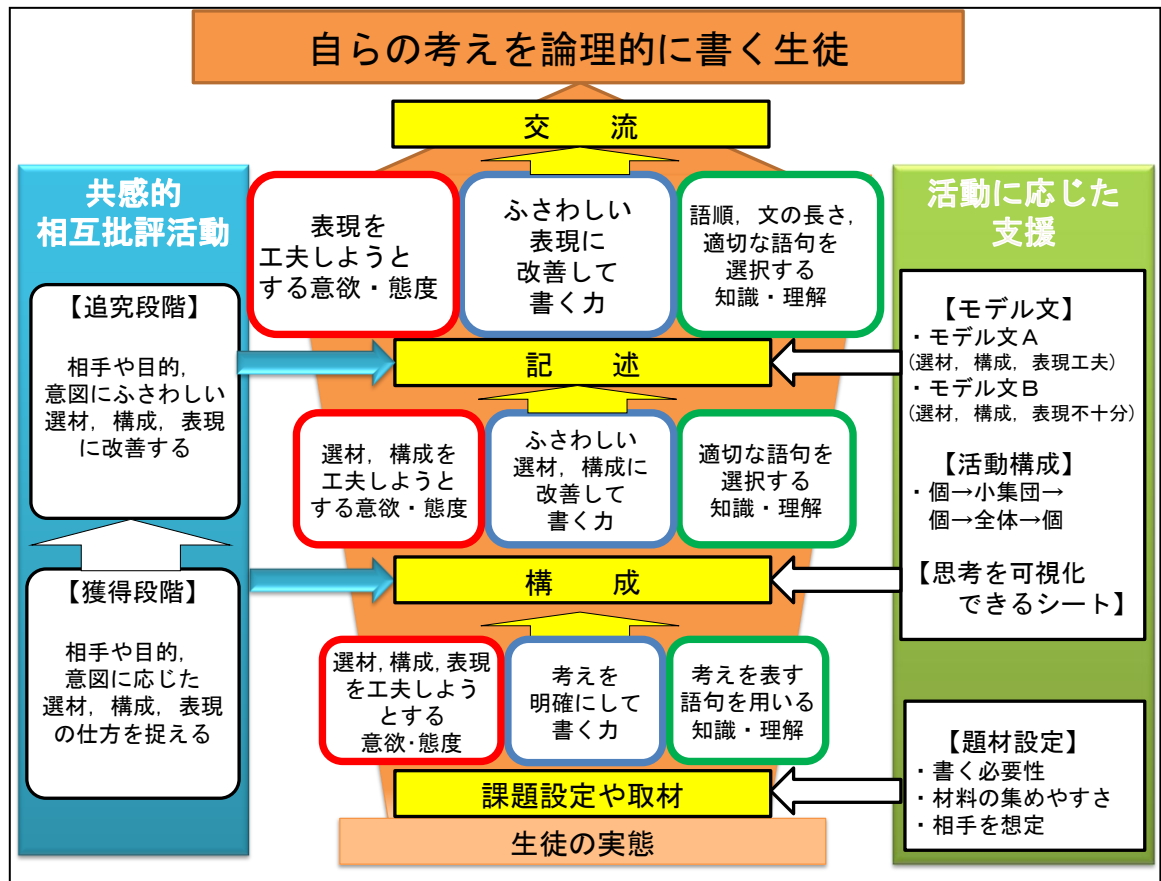 自らの考えを論理的に書く生徒
交　　流
共感的
相互批評活動
【追究段階】
相手や目的，
意図にふさわしい
選材，構成，表現
に改善する
【獲得段階】
相手や目的，
意図に応じた
選材，構成，表現
の仕方を捉える
表現を
工夫しようと
する意欲・態度
ふさわしい
表現に
改善して
書く力
語順，文の長さ，
適切な語句を
選択する
知識・理解
記　　述
選材，構成を
工夫しようと
する意欲・態度
ふさわしい
選材，構成に
改善して
書く力
適切な語句を
選択する
知識・理解
構　　成
選材，構成，表現
を工夫しよう
とする
意欲・態度
考えを
明確にして
書く力
考えを表す
語句を用いる
知識・理解
課題設定や取材
生徒の実態
活動に応じた
支援
【モデル文】
・モデル文Ａ
(選材，構成，表現工夫)
・モデル文Ｂ
(選材，構成，表現不十分)
【活動構成】
・個→小集団→
個→全体→個
【思考を可視化
できるシート】
【題材設定】
・書く必要性
・材料の集めやすさ
・相手を想定